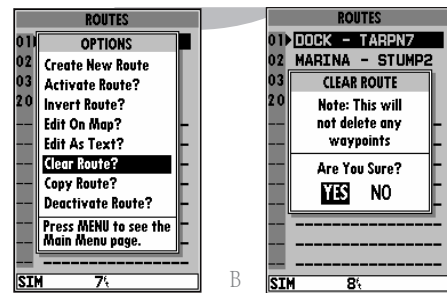 ROUTES
01
OPTIONS
02
Create New Route
03
Activate Route?
20
Invert Route?
Edit On Map?
Edit As Text?
Clear Route?
Copy Route?
Deactivate Route?
Press MENU to see the
Main Menu page.
SIM 7
B
ROUTES
01 DOCK - TARPN7
02 MARINA - STUMP2
03
CLEAR ROUTE
20
Note: This will
not delete any
waypoints
Are You Sure?
YES NO
SIM 8